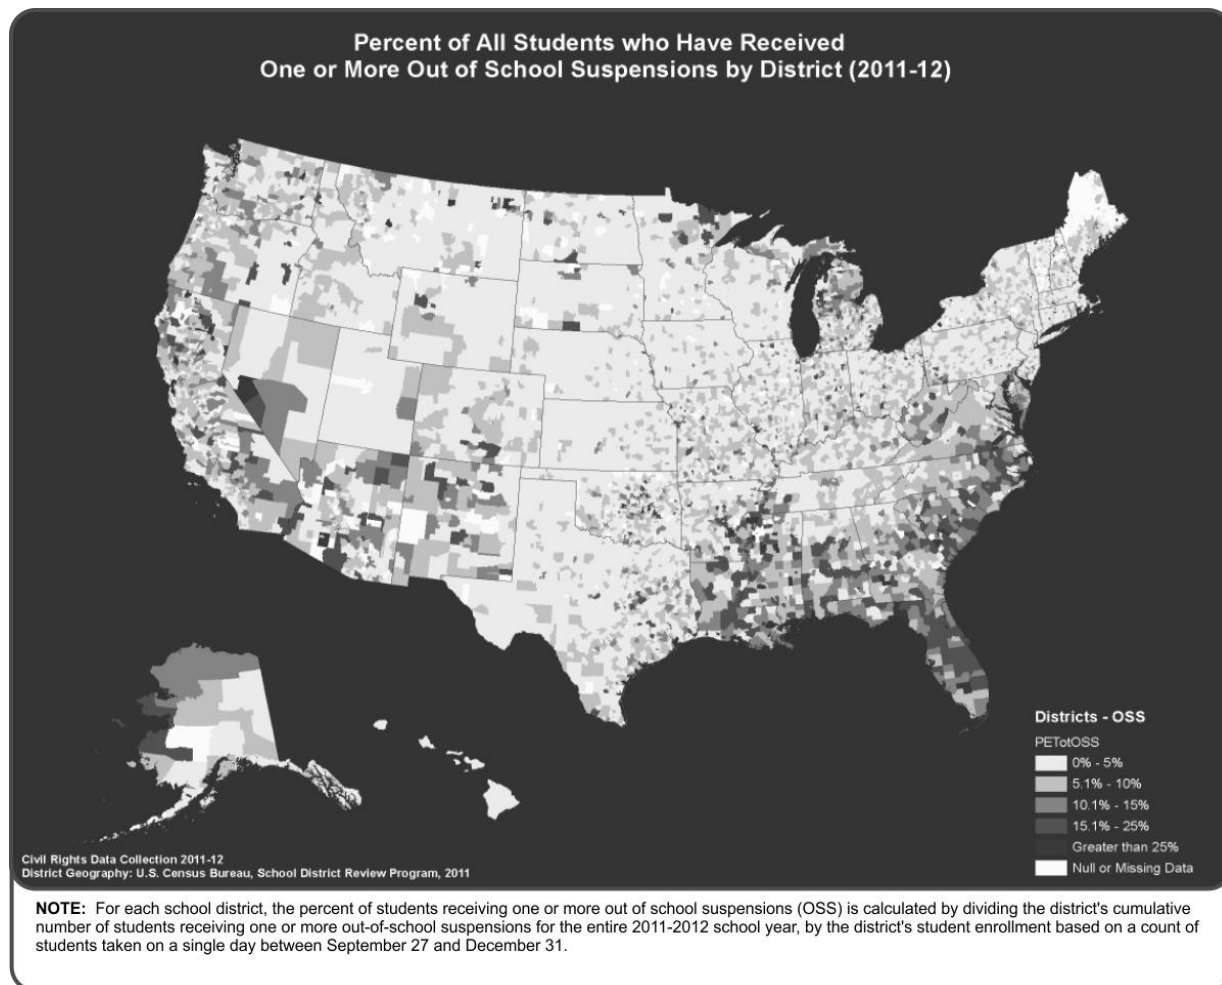 Percent of All Students who Have Received
One or More Out of School Suspensions by District (2011-12)
Districts - OSS
PETotOSS
0% - 5%
5.1% - 10%
10.1% - 15%
15.1% - 25%
Greater than 25%
Null or Missing Data
Civil Rights Data Collection 2011-12
District Geography: U.S. Census Bureau, School District Review Program, 2011
NOTE: For each school district, the percent of students receiving one or more out of school suspensions (OSS) is calculated by dividing the district's cumulative
number of students receiving one or more out-of-school suspensions for the entire 2011-2012 school year, by the district's student enrollment based on a count of
students taken on a single day between September 27 and December 31.